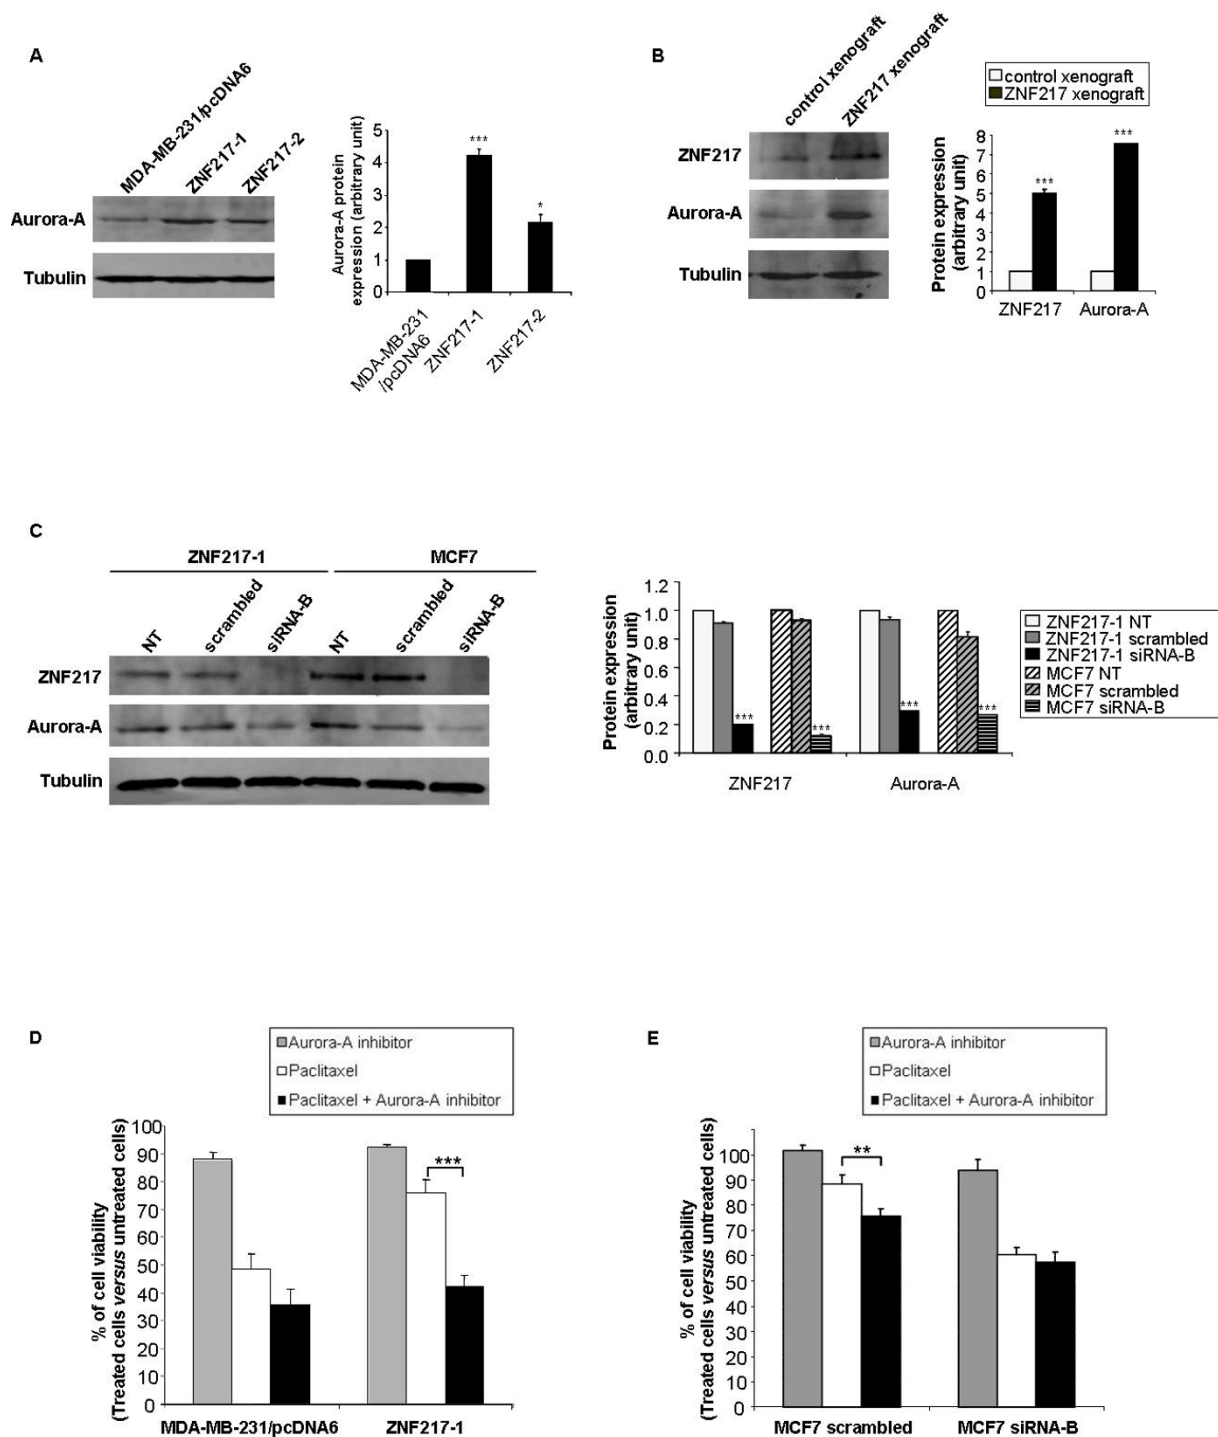 A
MDA-MB-231/pcDNA6
ZNF217-1
ZNF217-2
Aurora-A
Tubulin
Aurora-A protein
expression (arbitrary unit)
5
4
3
2
1
0
***
*
MDA-MB-231
/pcDNA6
ZNF217-1
ZNF217-2
B
control xenograft
ZNF217 xenograft
ZNF217
Aurora-A
Tubulin
control xenograft
ZNF217 xenograft
Protein expression
(arbitrary unit)
8
7
6
5
4
3
2
1
0
***
***
ZNF217
Aurora-A
C
ZNF217-1
MCF7
NT
scrambled
siRNA-B
NT
scrambled
siRNA-B
ZNF217
Aurora-A
Tubulin
Protein expression
(arbitrary unit)
1.2
1.0
0.8
0.6
0.4
0.2
0.0
***
***
***
***
ZNF217
Aurora-A
ZNF217-1 NT
ZNF217-1 scrambled
ZNF217-1 siRNA-B
MCF7 NT
MCF7 scrambled
MCF7 siRNA-B
D
Aurora-A inhibitor
Paclitaxel
Paclitaxel + Aurora-A inhibitor
% of cell viability
(Treated cells versus untreated cells)
100
90
80
70
60
50
40
30
20
10
0
***
MDA-MB-231/pcDNA6
ZNF217-1
E
Aurora-A inhibitor
Paclitaxel
Paclitaxel + Aurora-A inhibitor
% of cell viability
(Treated cells versus untreated cells)
100
90
80
70
60
50
40
30
20
10
0
**
MCF7 scrambled
MCF7 siRNA-B